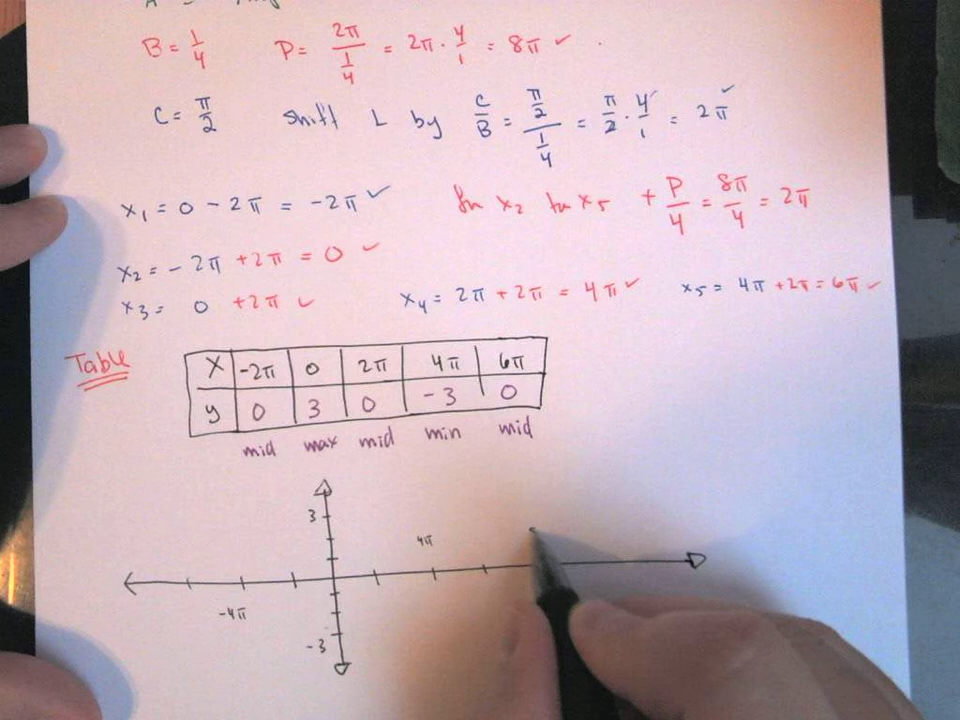 B = 1/4 P = 2π/(1/4) = 2π · 4/1 = 8π ✓
C = π/2 shift L by C/B = (π/2)/(1/4) = π/2 · 4/1 = 2π ✓
x₁ = 0 - 2π = -2π ✓ for x₂ to x₅ + P/4 = 8π/4 = 2π
x₂ = -2π + 2π = 0 ✓
x₃ = 0 + 2π ✓ x₄ = 2π + 2π = 4π ✓ x₅ = 4π + 2π = 6π ✓
Table
X -2π 0 2π 4π 6π
y 0 3 0 -3 0
mid max mid min mid
3
4π
-4π
-3